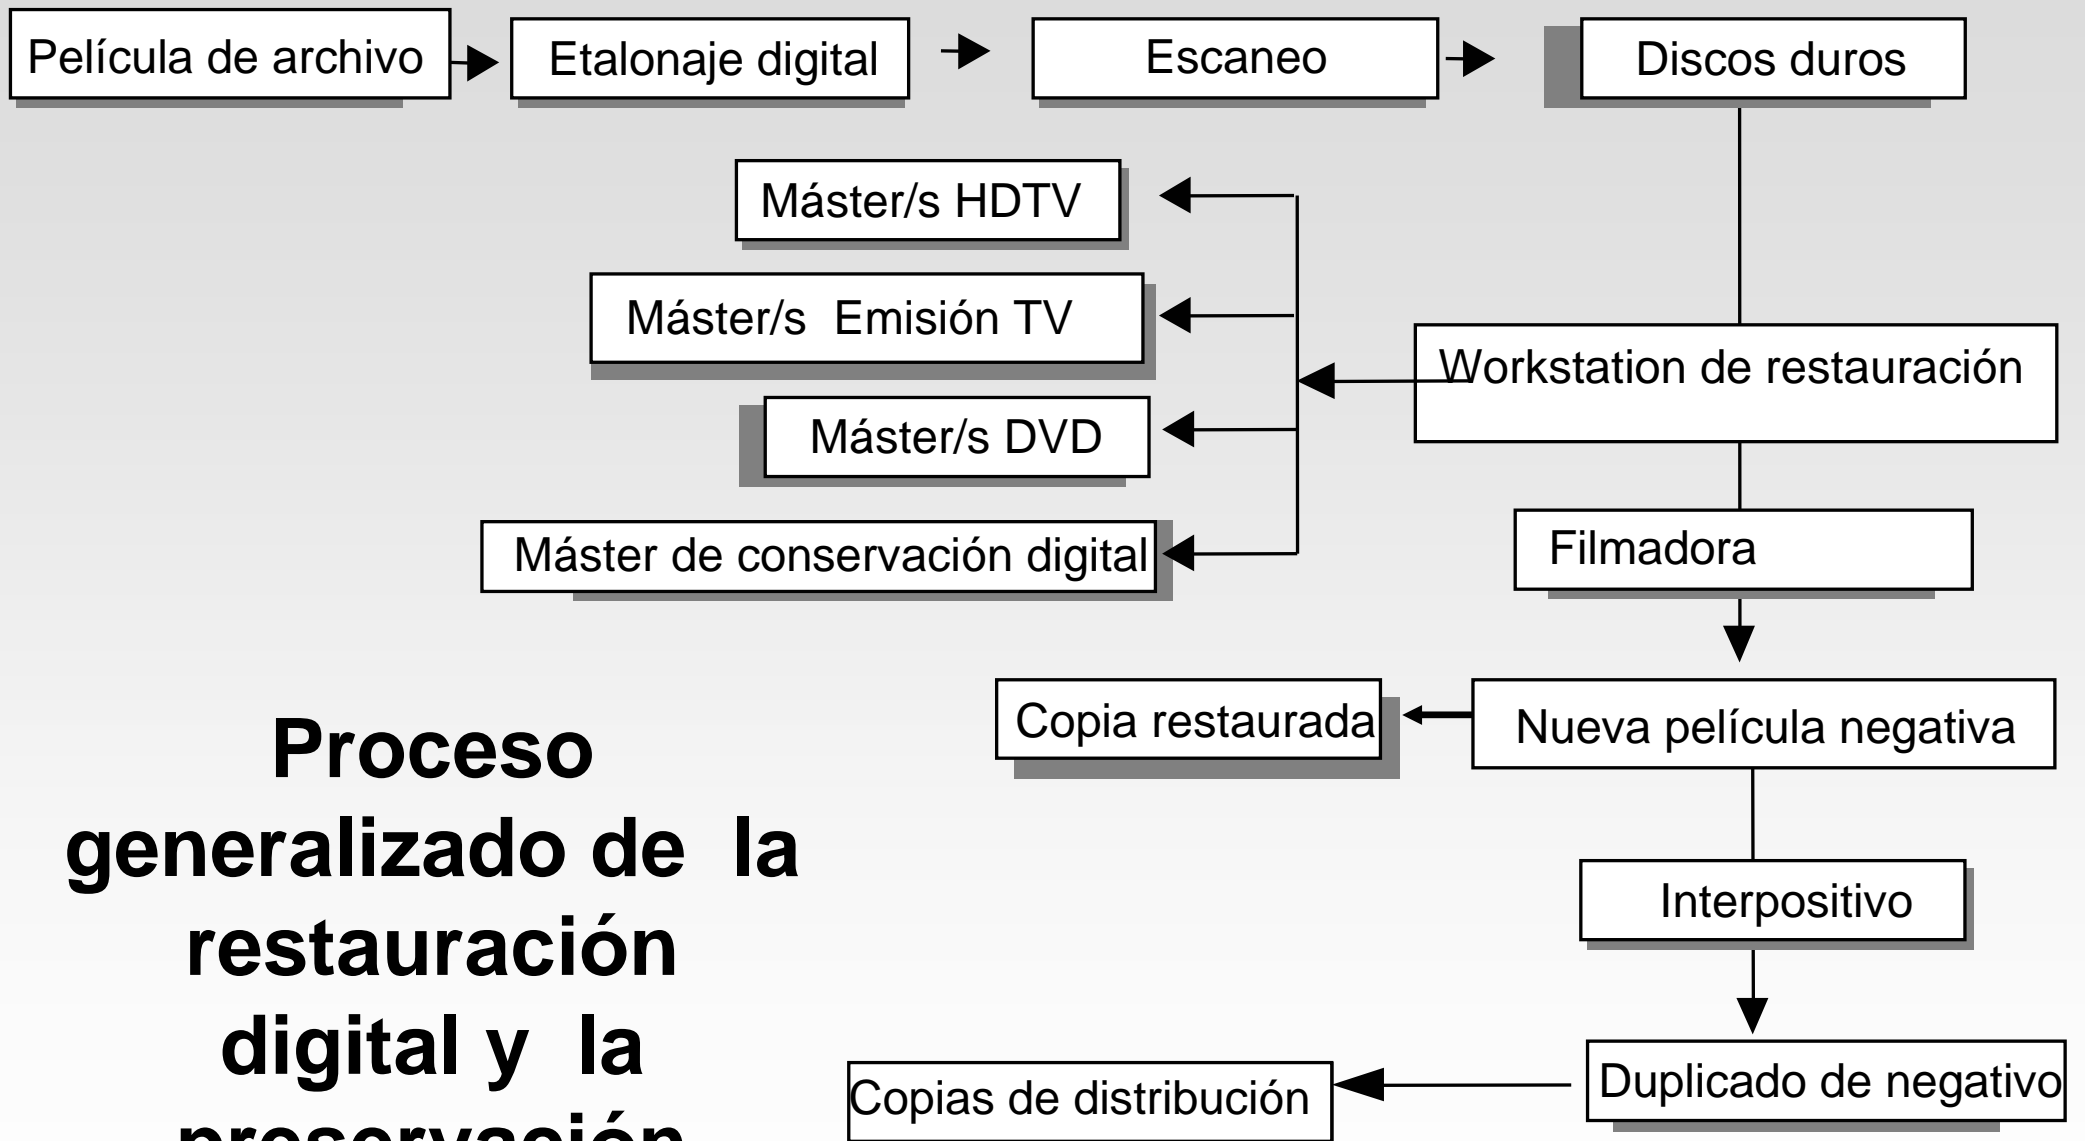 Película de archivo
Etalonaje digital
Escaneo
Discos duros
Máster/s HDTV
Máster/s  Emisión TV
Workstation de restauración
Máster/s DVD
Máster de conservación digital
Filmadora
Copia restaurada
Nueva película negativa
Interpositivo
Duplicado de negativo
Copias de distribución
Proceso
generalizado de  la
restauración
digital y  la
preservación